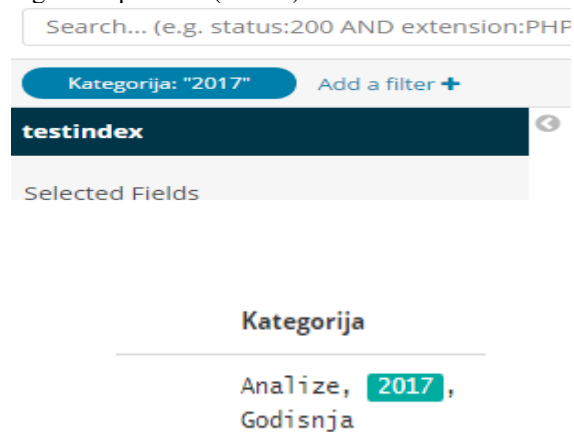 Search... (e.g. status:200 AND extension:PHP
Kategorija: "2017" Add a filter +
testindex
Selected Fields
Kategorija
Analize, 2017,
Godisnja